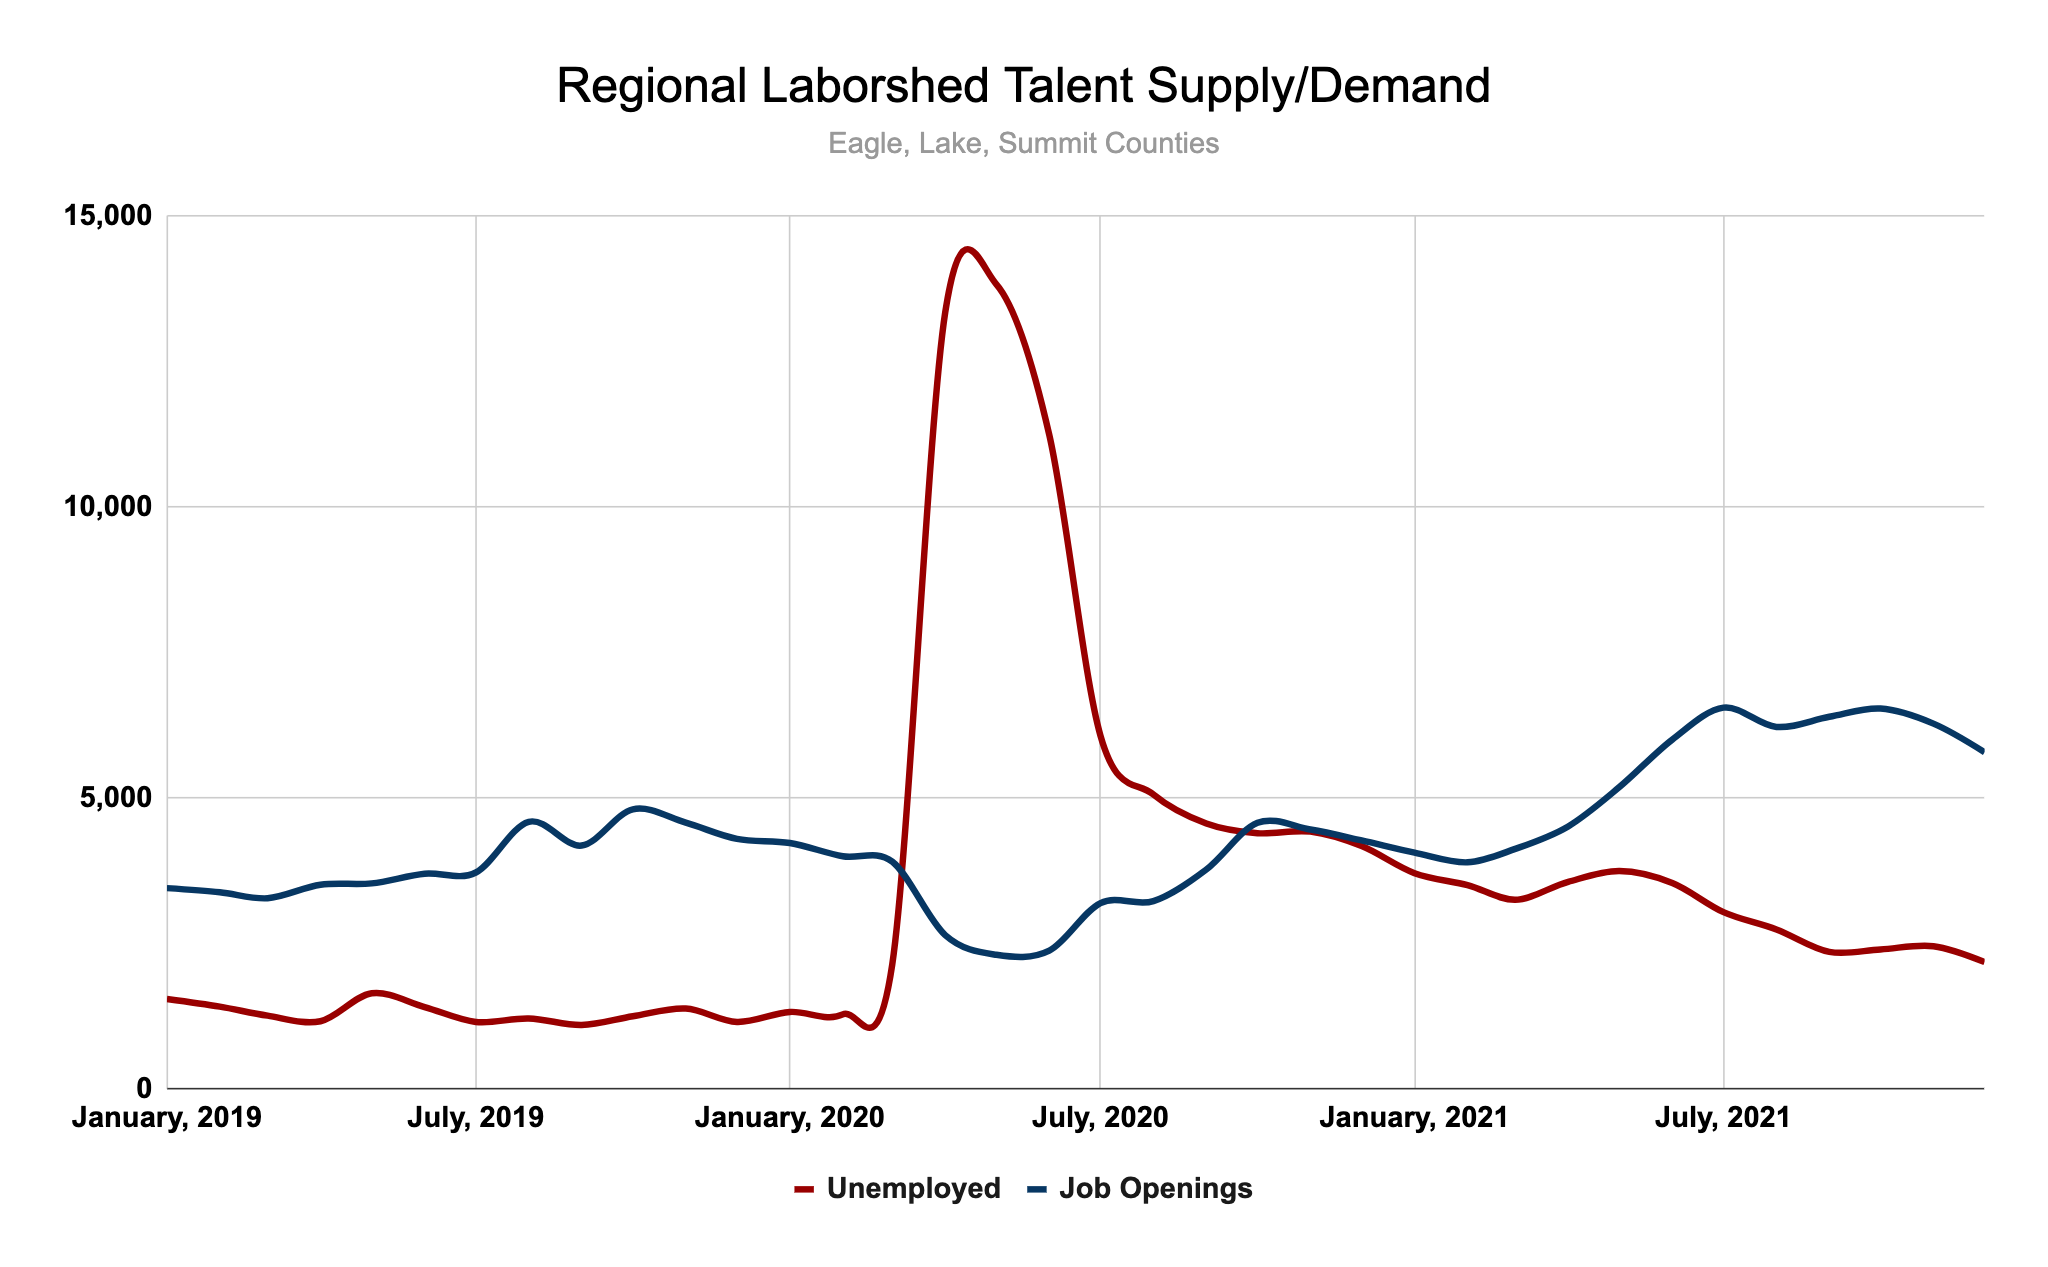 Regional Laborshed Talent Supply/Demand
Eagle, Lake, Summit Counties
15,000
10,000
5,000
0
January, 2019 July, 2019 January, 2020 July, 2020 January, 2021 July, 2021
Unemployed Job Openings